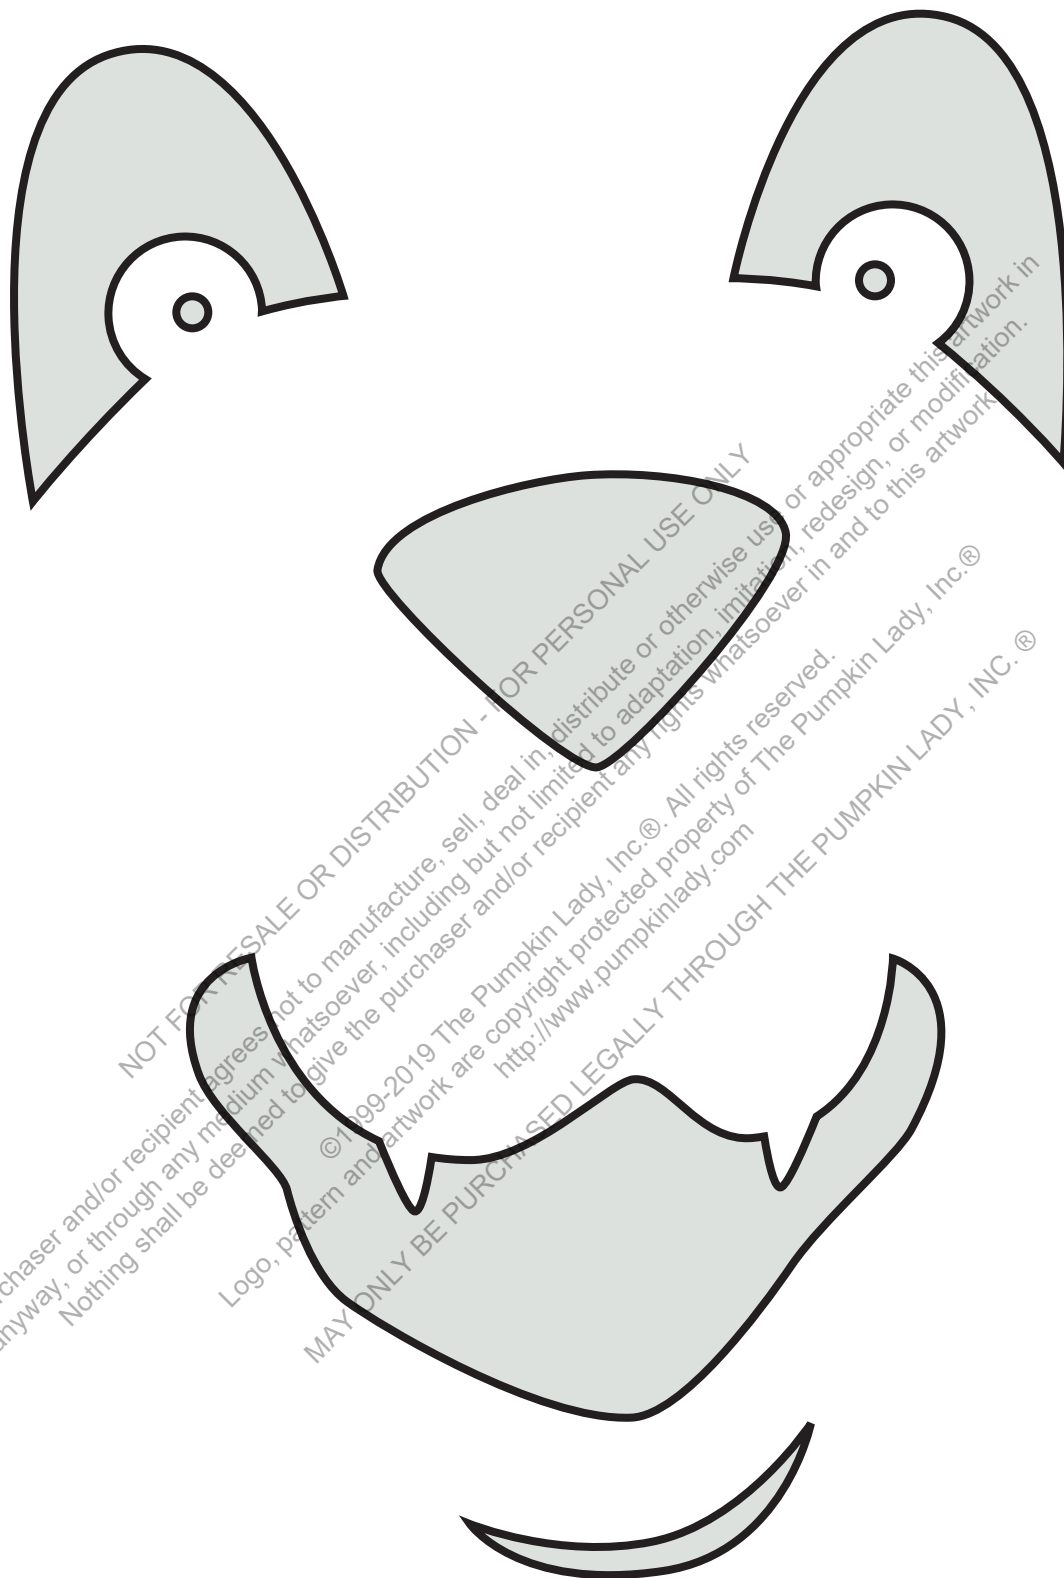 NOT FOR RESALE OR DISTRIBUTION - FOR PERSONAL USE ONLY
chaser and/or recipient agrees not to manufacture, sell, deal in, distribute or otherwise use or appropriate this artwork in
anyway, or through any medium whatsoever, including but not limited to adaptation, imitation, redesign, or modification.
Nothing shall be deemed to give the purchaser and/or recipient any rights whatsoever in and to this artwork
©1999-2019 The Pumpkin Lady, Inc.®. All rights reserved.
Logo, pattern and artwork are copyright protected property of The Pumpkin Lady, Inc.®
http://www.pumpkinlady.com
MAY ONLY BE PURCHASED LEGALLY THROUGH THE PUMPKIN LADY, INC. ®